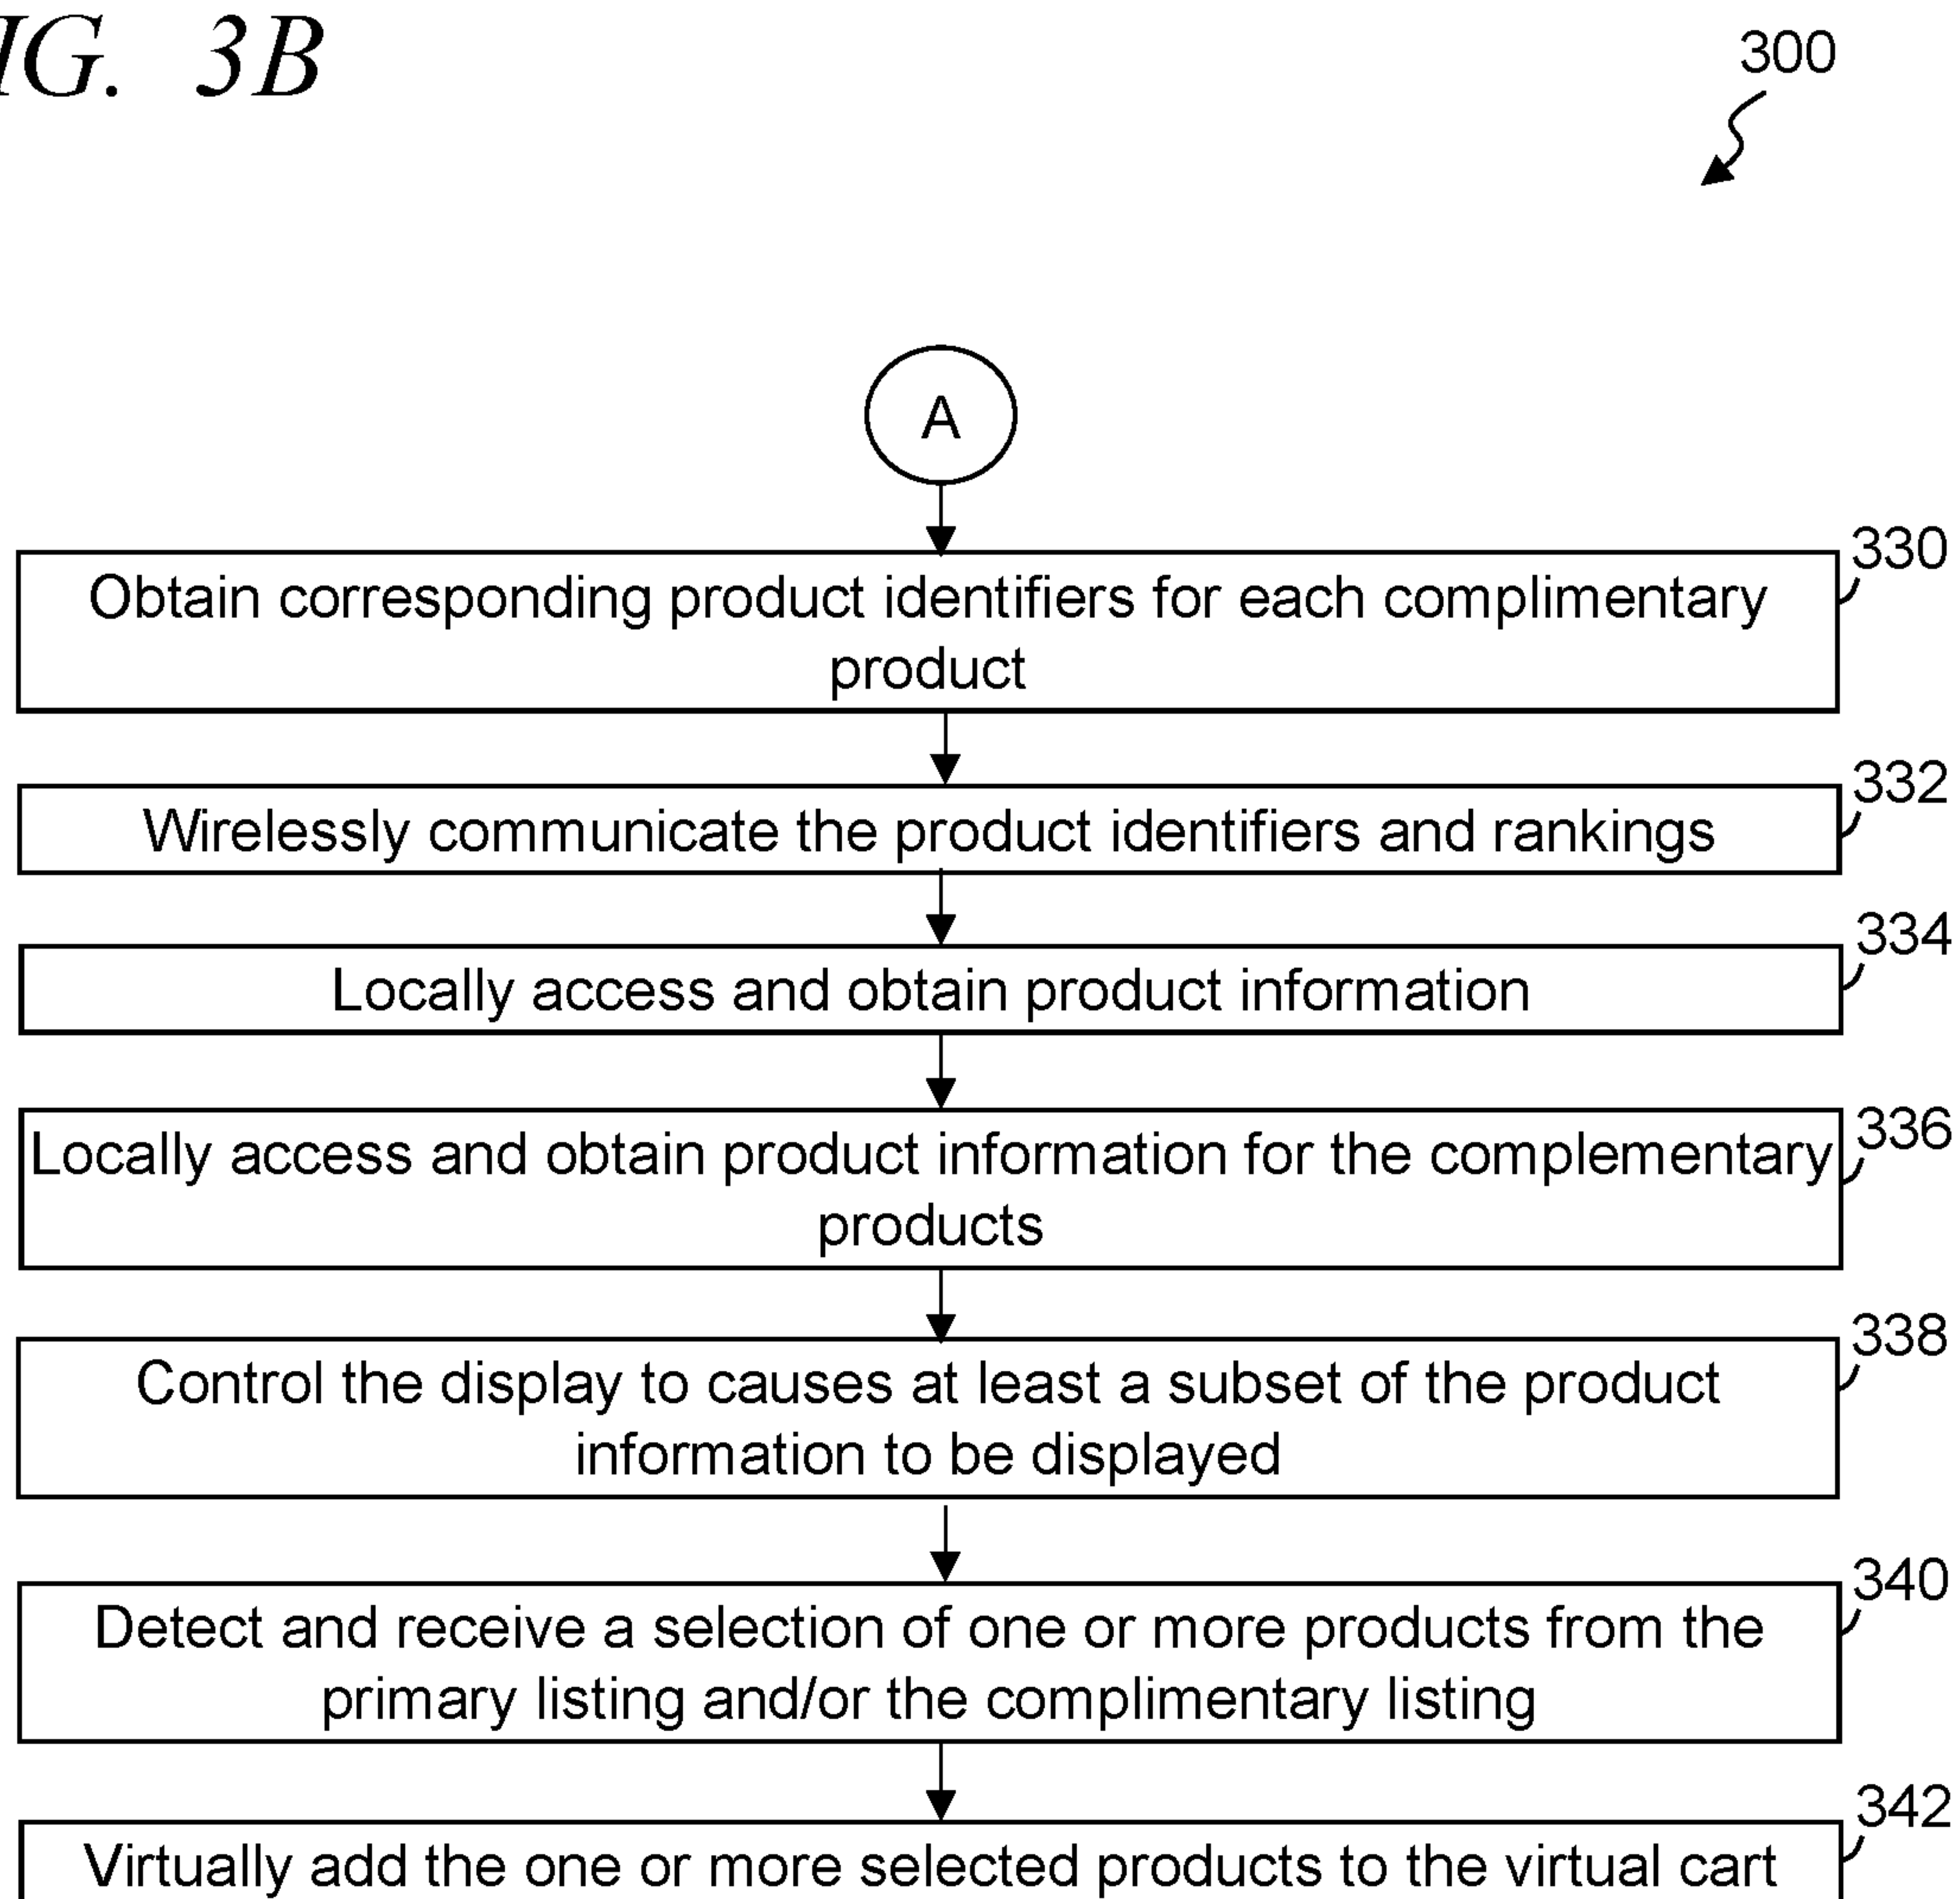 IG. 3B
300
A
330
Obtain corresponding product identifiers for each complimentary
product
332
Wirelessly communicate the product identifiers and rankings
334
Locally access and obtain product information
336
Locally access and obtain product information for the complementary
products
338
Control the display to causes at least a subset of the product
information to be displayed
340
Detect and receive a selection of one or more products from the
primary listing and/or the complimentary listing
342
Virtually add the one or more selected products to the virtual cart